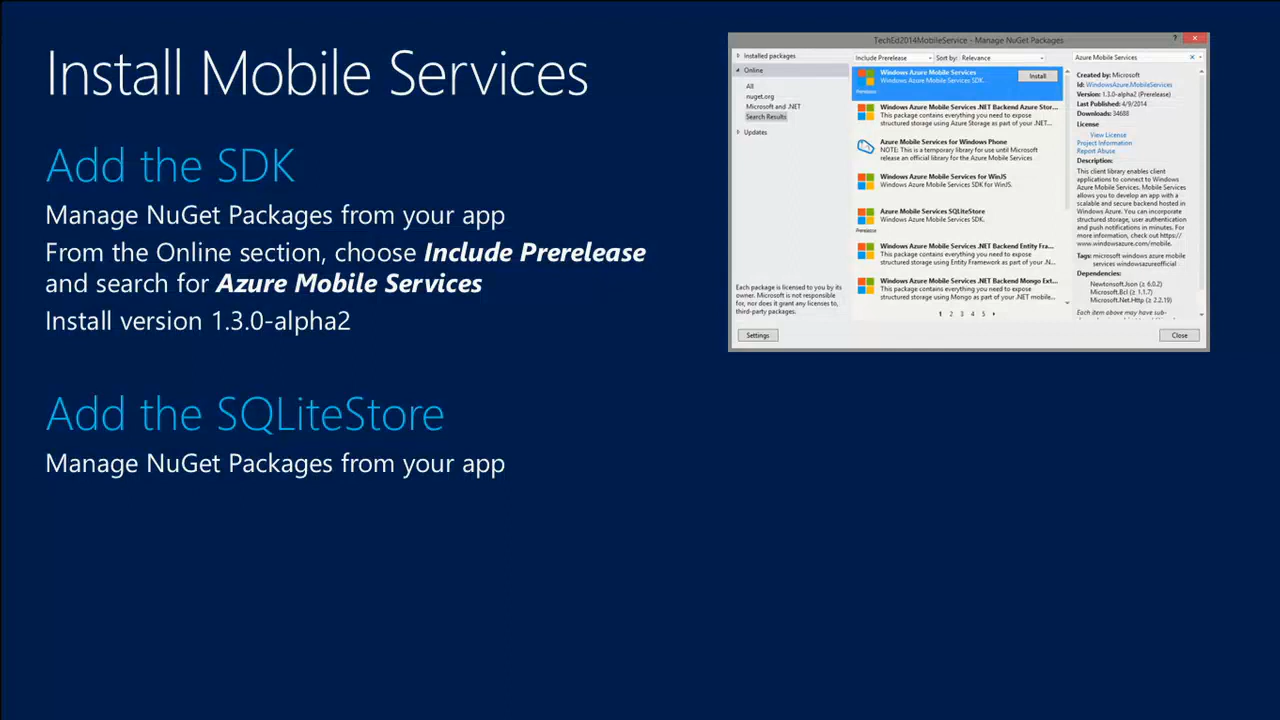 Install Mobile Services
Add the SDK
Manage NuGet Packages from your app
From the Online section, choose Include Prerelease
and search for Azure Mobile Services
Install version 1.3.0-alpha2
Add the SQLiteStore
Manage NuGet Packages from your app
TechEd2014MobileService - Manage NuGet Packages
Installed packages
Online
All
nuget.org
Microsoft and .NET
Search Results
Updates
Each package is licensed to you by its
owner. Microsoft is not responsible
for, nor does it grant any licenses to,
third-party packages.
Settings
Include Prerelease
Sort by: Relevance
Windows Azure Mobile Services
Windows Azure Mobile Services SDK.
Install
Prerelease
Windows Azure Mobile Services .NET Backend Azure Stor...
This package contains everything you need to expose
structured storage using Azure Storage as part of your .NET...
Azure Mobile Services for Windows Phone
NOTE: This is a temporary library for use until Microsoft
release an official library for the Azure Mobile Services
Windows Azure Mobile Services for WinJS
Windows Azure Mobile Services SDK for WinJS.
Azure Mobile Services SQLiteStore
Windows Azure Mobile Services SDK.
Prerelease
Windows Azure Mobile Services .NET Backend Entity Fra...
This package contains everything you need to expose
structured storage using Entity Framework as part of your .N...
Windows Azure Mobile Services .NET Backend Mongo Ext...
This package contains everything you need to expose
structured storage using Mongo as part of your .NET mobile...
1 2 3 4 5
Azure Mobile Services
Created by: Microsoft
Id: WindowsAzure.MobileServices
Version: 1.3.0-alpha2 (Prerelease)
Last Published: 4/9/2014
Downloads: 34688
License
View License
Project Information
Report Abuse
Description:
This client library enables client
applications to connect to Windows
Azure Mobile Services. Mobile Services
allows you to develop an app with a
scalable and secure backend hosted in
Windows Azure. You can incorporate
structured storage, user authentication
and push notifications in minutes. For
more information, check out https://
www.windowsazure.com/mobile.
Tags: microsoft windows azure mobile
services windowsazureofficial
Dependencies:
Newtonsoft.Json (≥ 6.0.2)
Microsoft.Bcl (≥ 1.1.7)
Microsoft.Net.Http (≥ 2.2.19)
Each item above may have sub-
Close